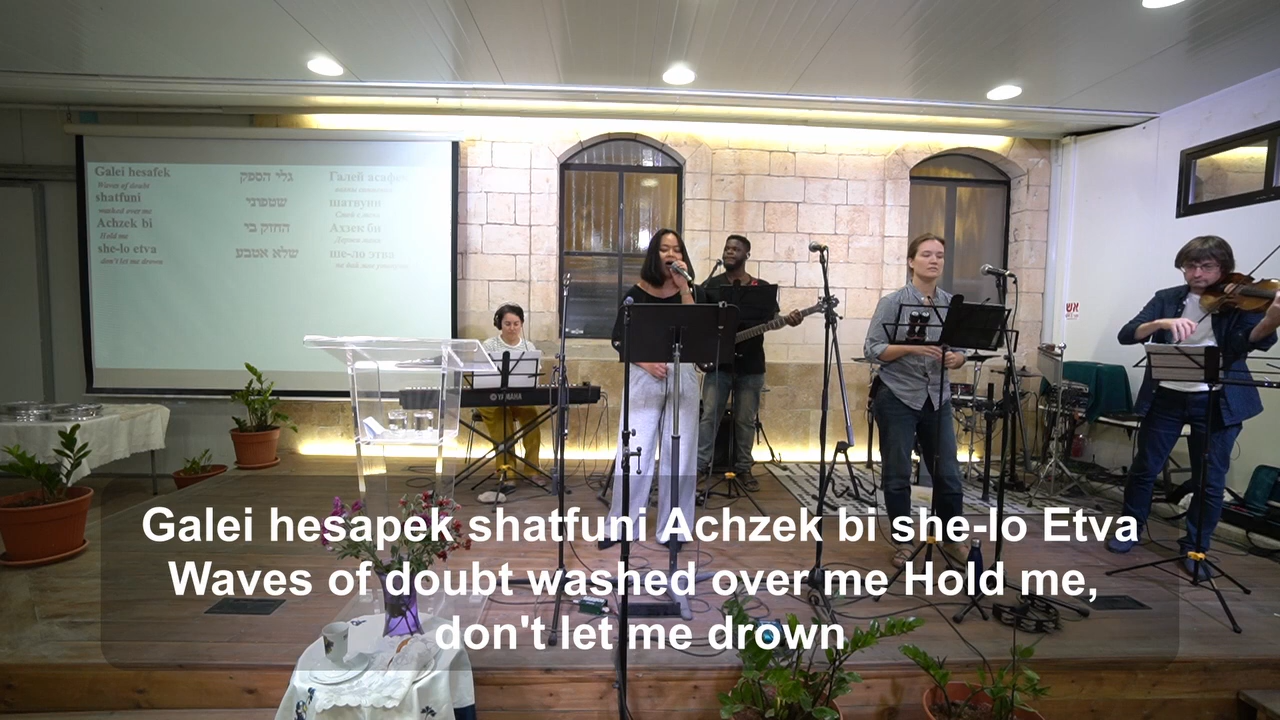 Galei hesafek
Waves of doubt
shatfuni
washed over me
Achzek bi
Hold me
she-lo etva
don't let me drown
גלי הספק
שטפוני
החזק בי
שלא אטבע
Галей асафек
шатвуни
Ахзек би
ше-ло этва
YAMAHA
Galei hesapek shatfuni Achzek bi she-lo Etva
Waves of doubt washed over me Hold me,
don't let me drown